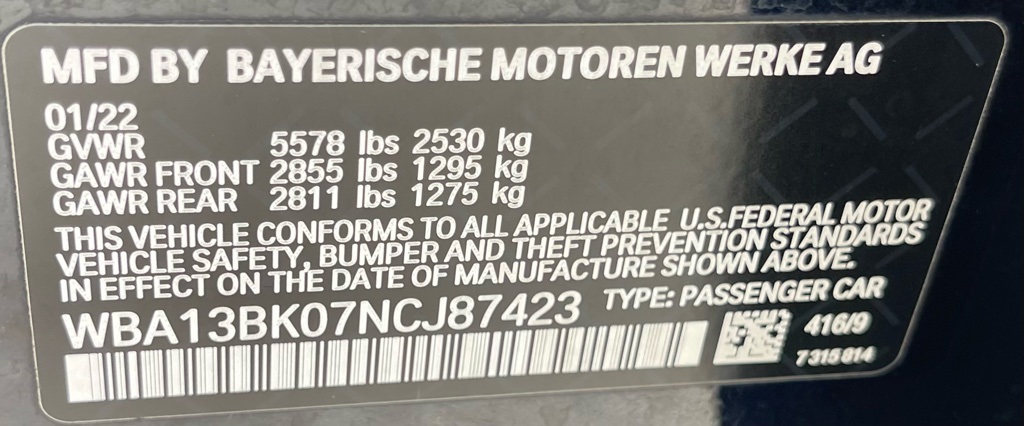 MFD BY BAYERISCHE MOTOREN WERKE AG
01/22
GVWR 5578 lbs 2530 kg
GAWR FRONT 2855 lbs 1295 kg
GAWR REAR 2811 lbs 1275 kg
THIS VEHICLE CONFORMS TO ALL APPLICABLE U.S.FEDERAL MOTOR
VEHICLE SAFETY, BUMPER AND THEFT PREVENTION STANDARDS
IN EFFECT ON THE DATE OF MANUFACTURE SHOWN ABOVE.
WBA13BK07NCJ87423 TYPE: PASSENGER CAR
416/9
7315814